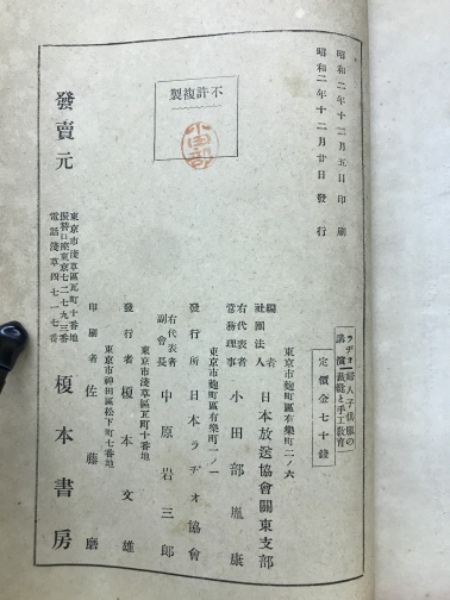 昭和二年十二月五日印刷
昭和二年十二月廿日發行
不許複製
ラヂオ講演
婦人子供服の裁縫と手工教育
定價金七十錢
東京市麹町區有樂町二ノ六
編者
社團法人 日本放送協會關東支部
右代表者
常務理事 小田部胤康
東京市麹町區有樂町一ノ一
發行所 日本ラヂオ協會
右代表者
副會長 中原岩三郎
東京市淺草區瓦町十番地
發行者 榎本文雄
東京市神田區松下町七番地
印刷者 佐藤磨
發賣元
東京市淺草區瓦町十番地
振替口座東京七二七九三番
電話淺草四七一七番
榎本書房